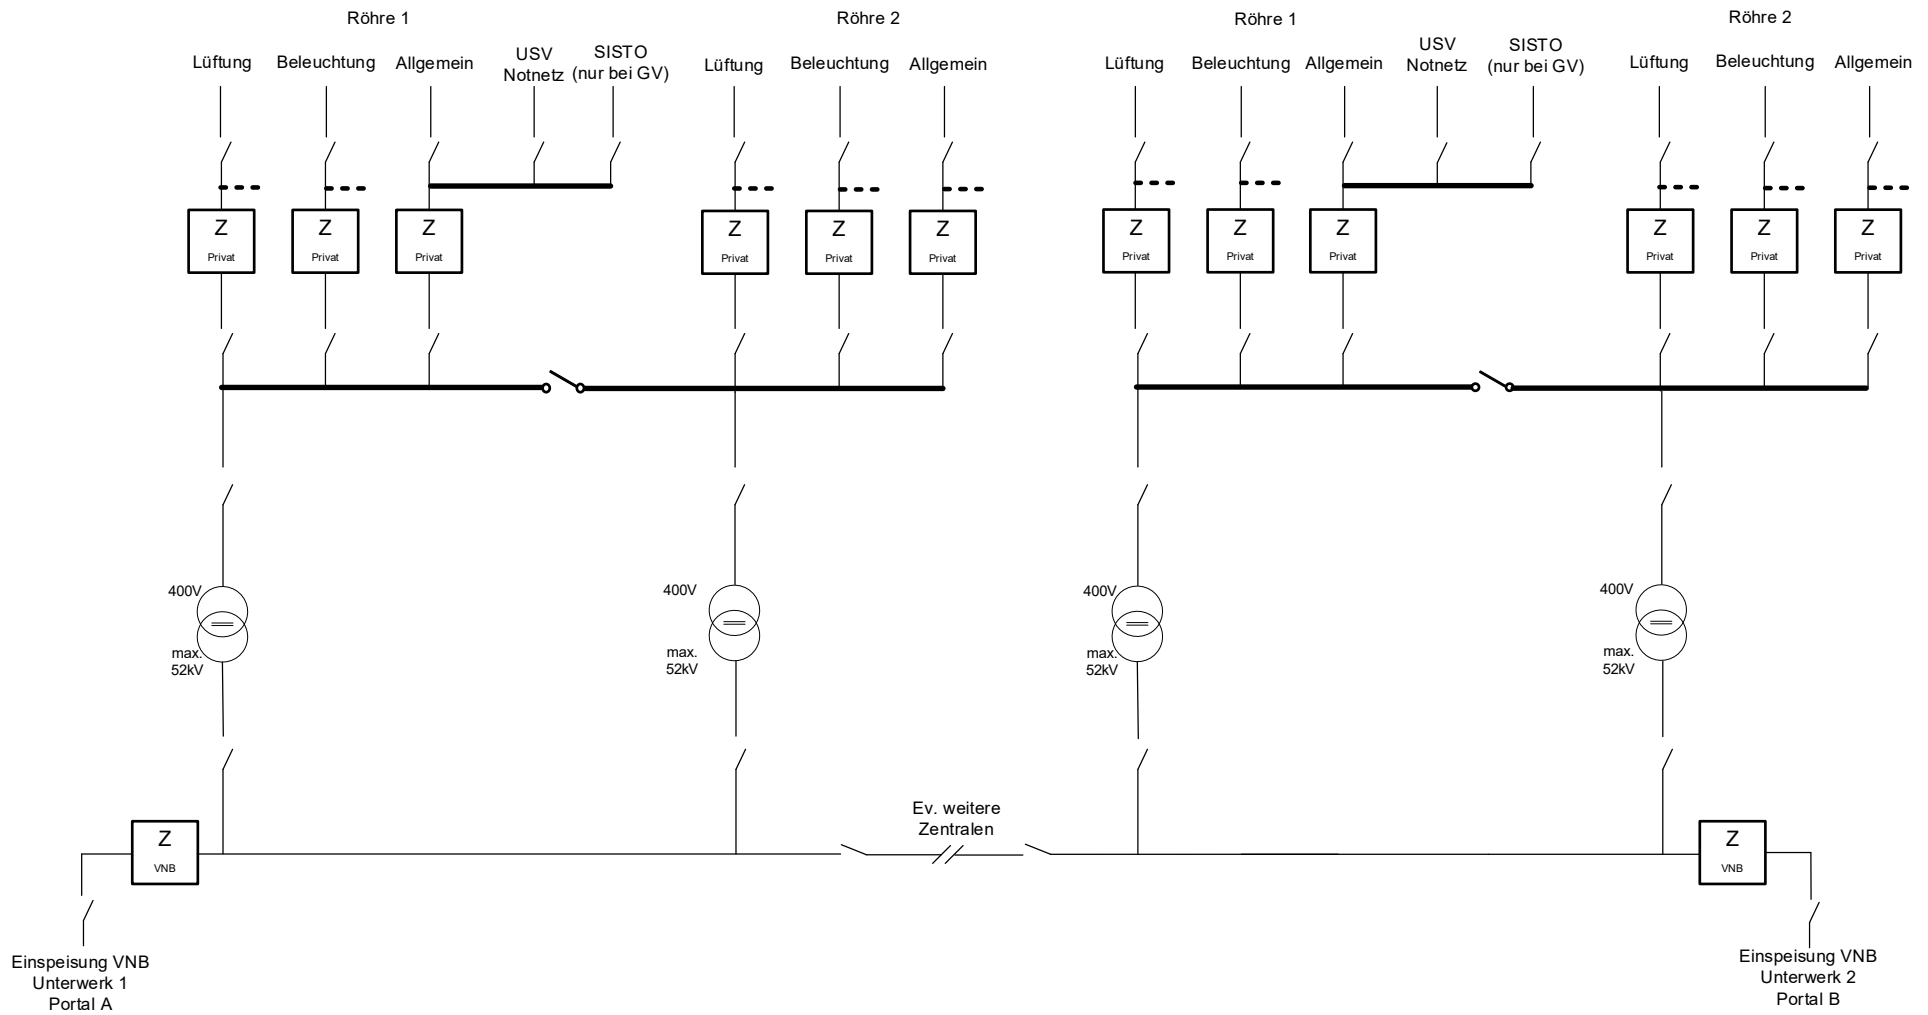 Röhre 1
Röhre 2
Röhre 1
Röhre 2
Lüftung
Beleuchtung
Allgemein
USV
Notnetz
SISTO
(nur bei GV)
Lüftung
Beleuchtung
Allgemein
Lüftung
Beleuchtung
Allgemein
USV
Notnetz
SISTO
(nur bei GV)
Lüftung
Beleuchtung
Allgemein
Z
Privat
Z
Privat
Z
Privat
Z
Privat
Z
Privat
Z
Privat
Z
Privat
Z
Privat
Z
Privat
Z
Privat
Z
Privat
Z
Privat
400V
max.
52kV
400V
max.
52kV
400V
max.
52kV
400V
max.
52kV
Z
VNB
Ev. weitere
Zentralen
Z
VNB
Einspeisung VNB
Unterwerk 1
Portal A
Einspeisung VNB
Unterwerk 2
Portal B